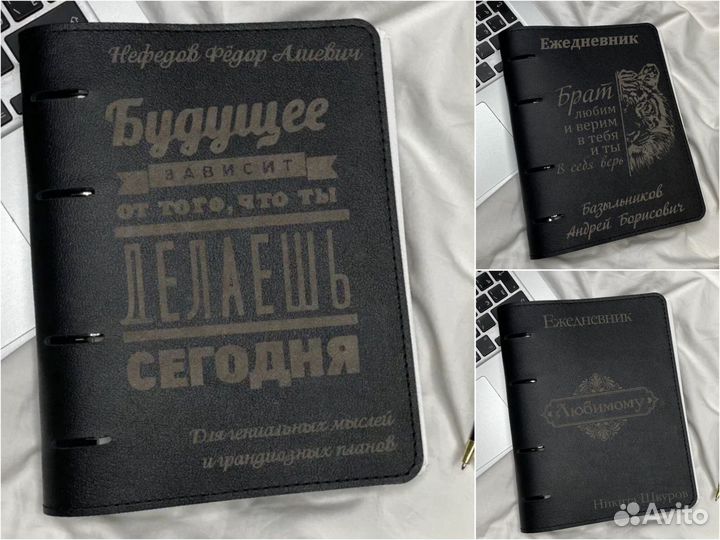 Нефедов Фёдор Алиевич
Будущее
ЗАВИСИТ
от того, что ты
ДЕЛАЕШЬ
СЕГОДНЯ
Для гениальных мыслей
и грандиозных планов
Ежедневник
Брат
любим
и верим
в тебя
и ты
в себя верь
Базыльников
Андрей Борисович
Ежедневник
Любимому
Никита Шкуров
Avito